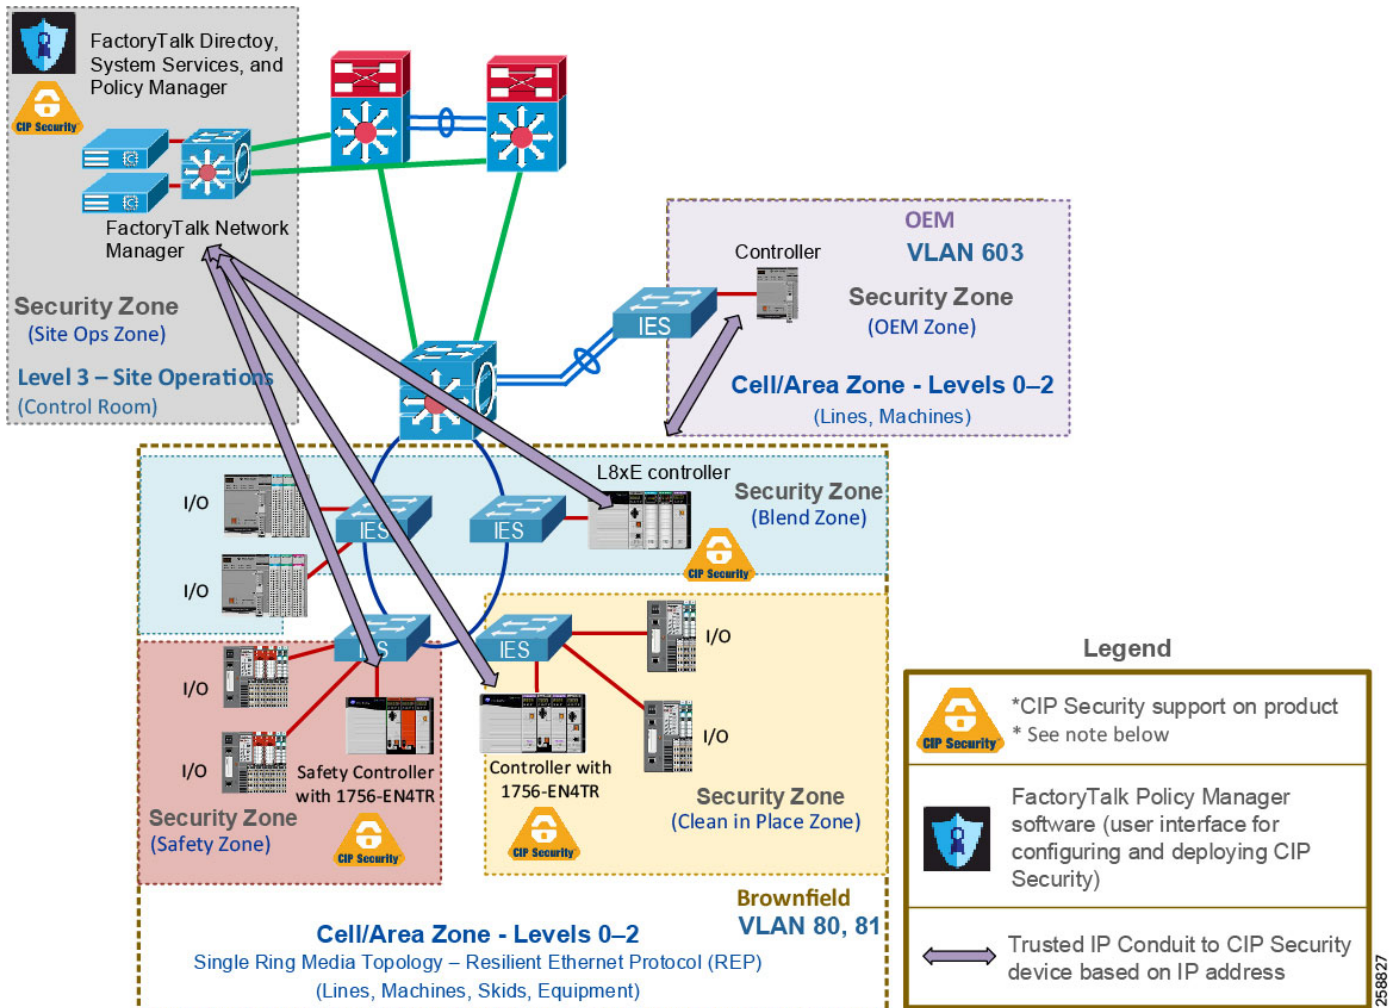 FactoryTalk Directoy,
System Services, and
Policy Manager
CIP Security
FactoryTalk Network
Manager
Security Zone
(Site Ops Zone)
Level 3 – Site Operations
(Control Room)
OEM
VLAN 603
Controller
IES
Security Zone
(OEM Zone)
Cell/Area Zone - Levels 0–2
(Lines, Machines)
L8xE controller
Security Zone
(Blend Zone)
I/O
IES
IES
I/O
CIP Security
IES
IES
I/O
I/O
I/O
I/O
Safety Controller
with 1756-EN4TR
Security Zone
(Safety Zone)
CIP Security
Controller with
1756-EN4TR
CIP Security
Security Zone
(Clean in Place Zone)
Brownfield
VLAN 80, 81
Cell/Area Zone - Levels 0–2
Single Ring Media Topology – Resilient Ethernet Protocol (REP)
(Lines, Machines, Skids, Equipment)
Legend
CIP Security
*CIP Security support on product
* See note below
FactoryTalk Policy Manager
software (user interface for
configuring and deploying CIP
Security)
Trusted IP Conduit to CIP Security
device based on IP address
258827